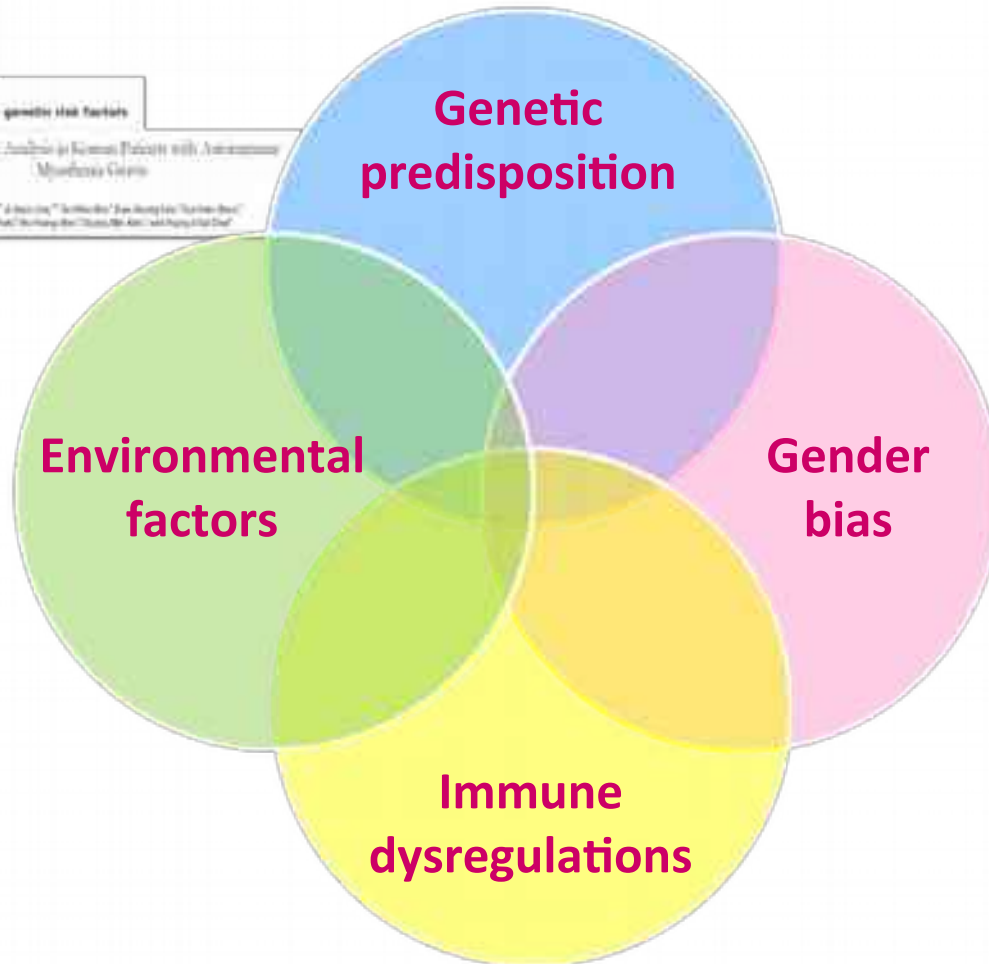 genetic risk factors
Analysis in Korean Patients with Autoimmune
Myasthenia Gravis
Genetic
predisposition
Environmental
factors
Gender
bias
Immune
dysregulations